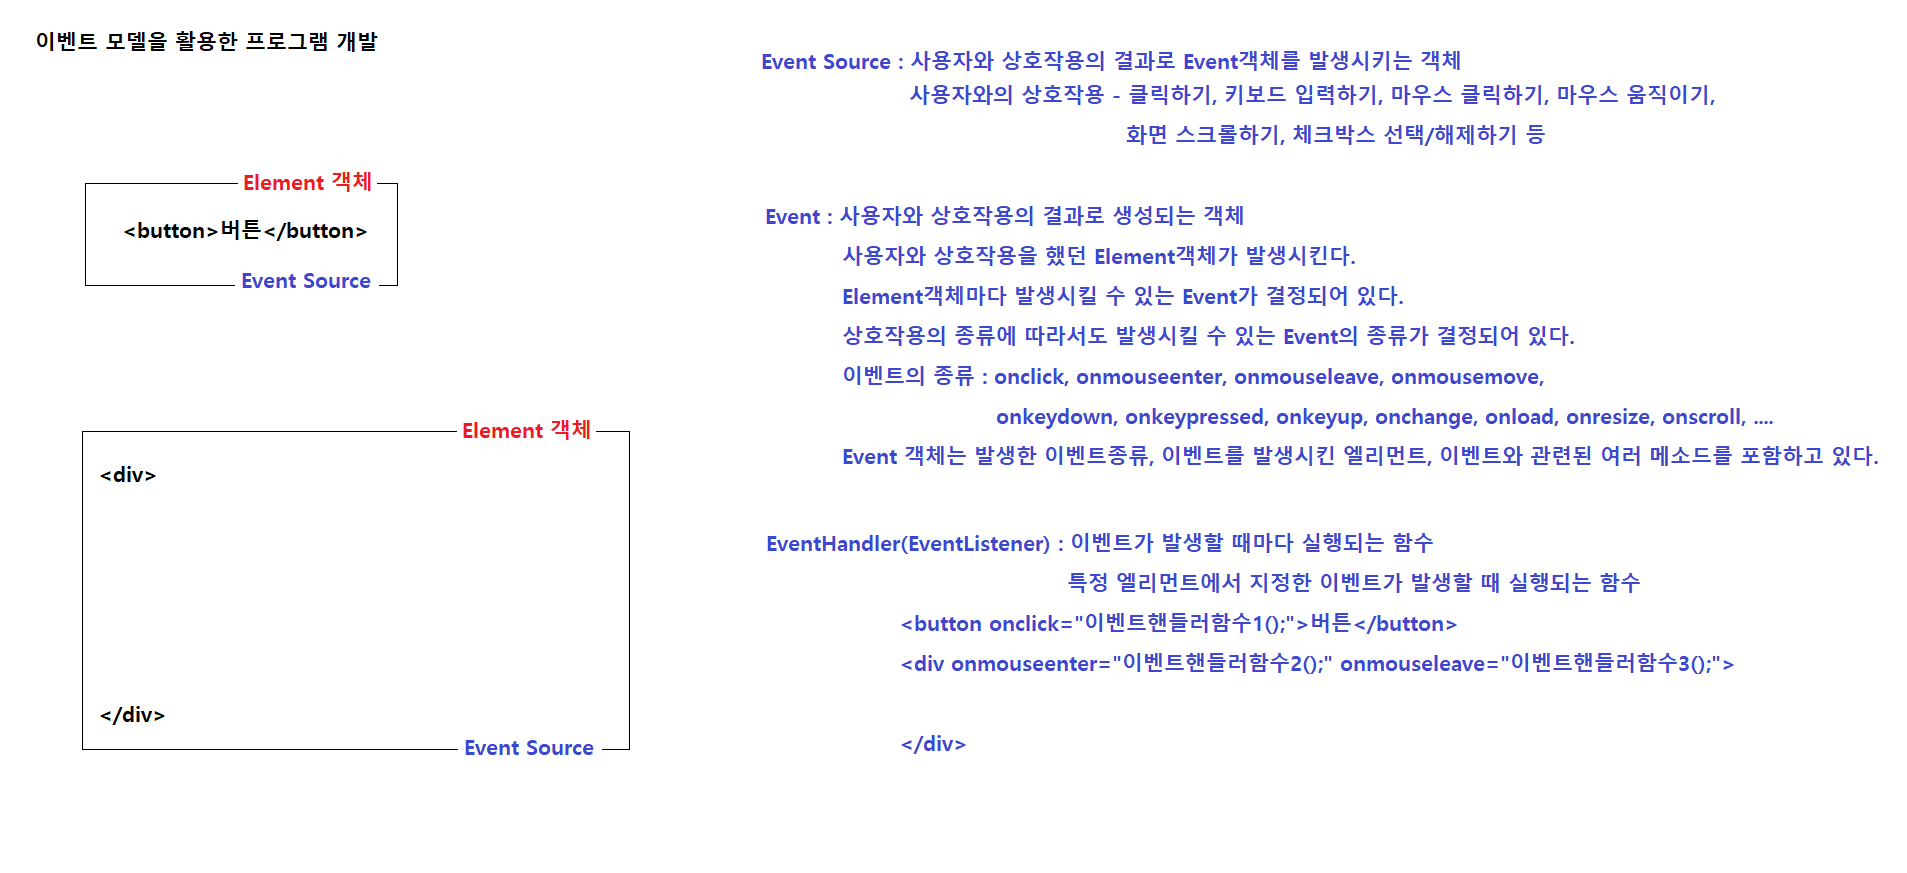 이벤트 모델을 활용한 프로그램 개발
Element 객체
<button>버튼</button>
Event Source
Element 객체
<div>
</div>
Event Source
Event Source : 사용자와 상호작용의 결과로 Event객체를 발생시키는 객체
사용자와의 상호작용 - 클릭하기, 키보드 입력하기, 마우스 클릭하기, 마우스 움직이기,
화면 스크롤하기, 체크박스 선택/해제하기 등
Event : 사용자와 상호작용의 결과로 생성되는 객체
사용자와 상호작용을 했던 Element객체가 발생시킨다.
Element객체마다 발생시킬 수 있는 Event가 결정되어 있다.
상호작용의 종류에 따라서도 발생시킬 수 있는 Event의 종류가 결정되어 있다.
이벤트의 종류 : onclick, onmouseenter, onmouseleave, onmousemove,
onkeydown, onkeypressed, onkeyup, onchange, onload, onresize, onscroll, ....
Event 객체는 발생한 이벤트종류, 이벤트를 발생시킨 엘리먼트, 이벤트와 관련된 여러 메소드를 포함하고 있다.
EventHandler(EventListener) : 이벤트가 발생할 때마다 실행되는 함수
특정 엘리먼트에서 지정한 이벤트가 발생할 때 실행되는 함수
<button onclick="이벤트핸들러함수1();">버튼</button>
<div onmouseenter="이벤트핸들러함수2();" onmouseleave="이벤트핸들러함수3();">
</div>